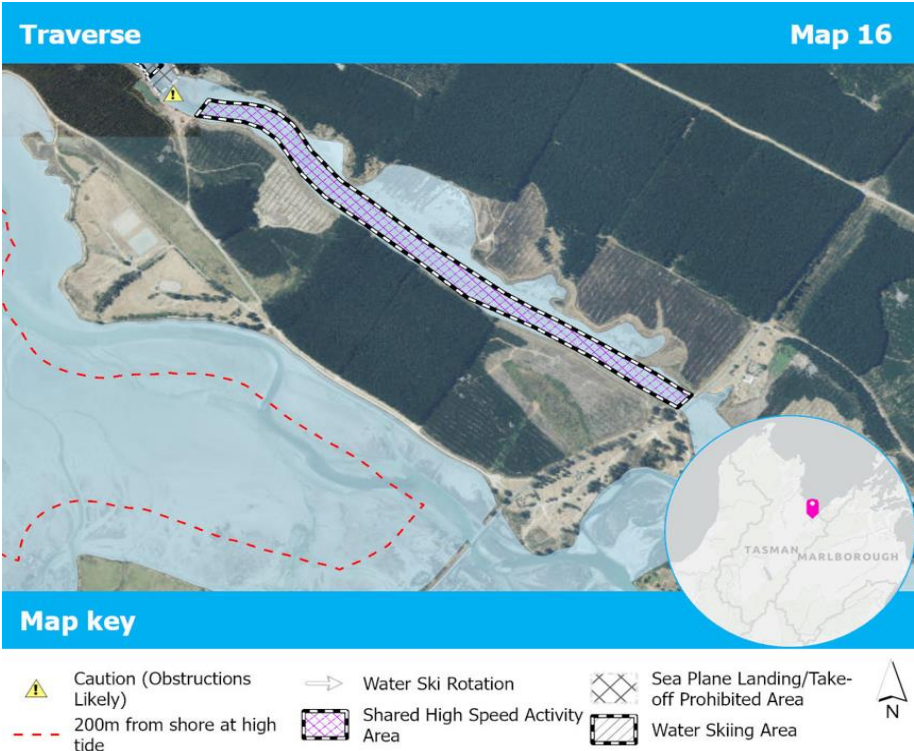 Traverse
Map 16
TASMAN
MARLBOROUGH
Map key
Caution (Obstructions
Likely)
200m from shore at high
tide
Water Ski Rotation
Shared High Speed Activity
Area
Sea Plane Landing/Take-
off Prohibited Area
Water Skiing Area
N